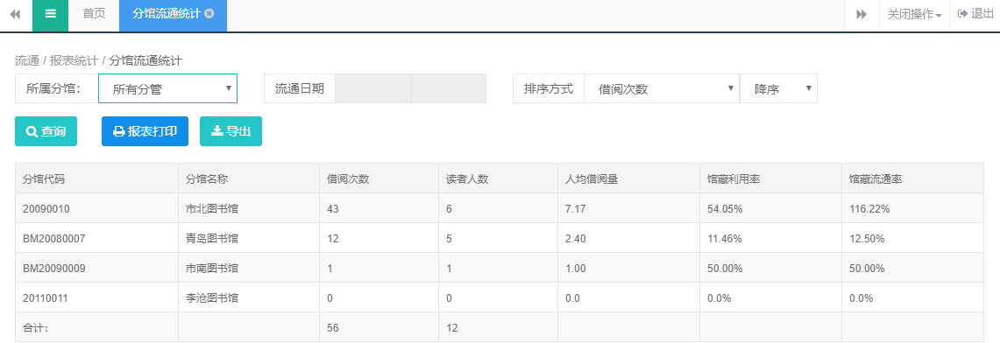 首页 分馆流通统计 关闭操作 退出
流通 / 报表统计 / 分馆流通统计
所属分馆： 所有分管 流通日期 排序方式 借阅次数 降序
查询 报表打印 导出
分馆代码 分馆名称 借阅次数 读者人数 人均借阅量 馆藏利用率 馆藏流通率
20090010 市北图书馆 43 6 7.17 54.05% 116.22%
BM20080007 青岛图书馆 12 5 2.40 11.46% 12.50%
BM20090009 市南图书馆 1 1 1.00 50.00% 50.00%
20110011 李沧图书馆 0 0 0.0 0.0% 0.0%
合计： 56 12